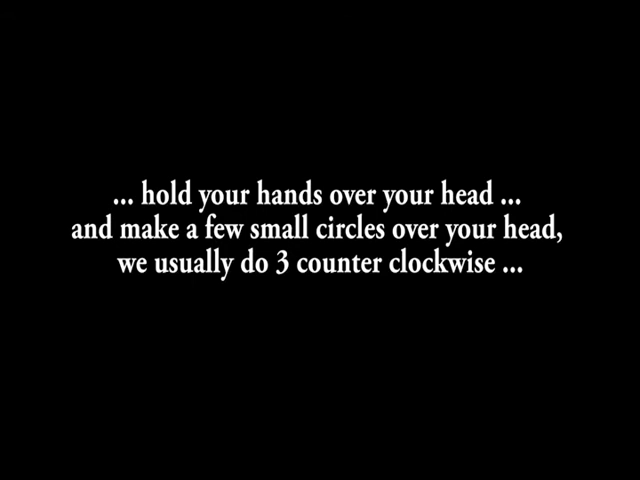 ... hold your hands over your head ...
and make a few small circles over your head,
we usually do 3 counter clockwise ...